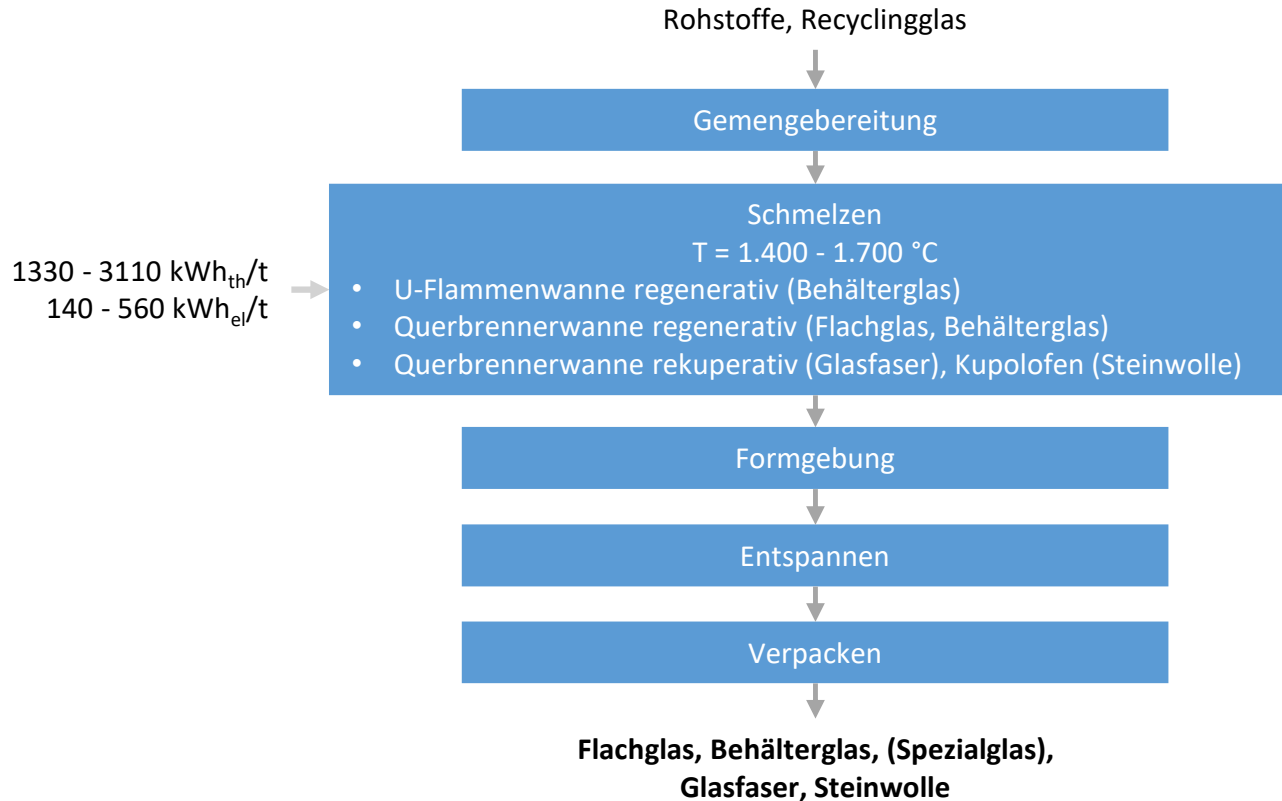 Rohstoffe, Recyclingglas
Gemengebereitung
Schmelzen
T = 1.400 - 1.700 °C
1330 - 3110 kWhth/t
140 - 560 kWhel/t
• U-Flammenwanne regenerativ (Behälterglas)
• Querbrennerwanne regenerativ (Flachglas, Behälterglas)
• Querbrennerwanne rekuperativ (Glasfaser), Kupolofen (Steinwolle)
Formgebung
Entspannen
Verpacken
Flachglas, Behälterglas, (Spezialglas),
Glasfaser, Steinwolle